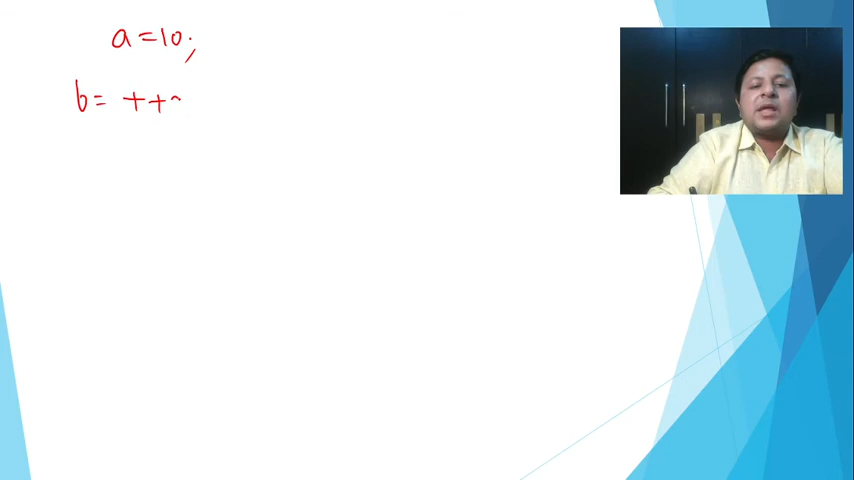 a=10;
b= ++